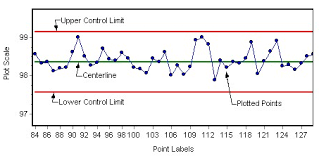 Upper Control Limit
Plot Scale
99
98
97
Centerline
Lower Control Limit
Plotted Points
84 86 88 90 92 94 96 98 100 103 106 109 112 115 118 121 124 127
Point Labels